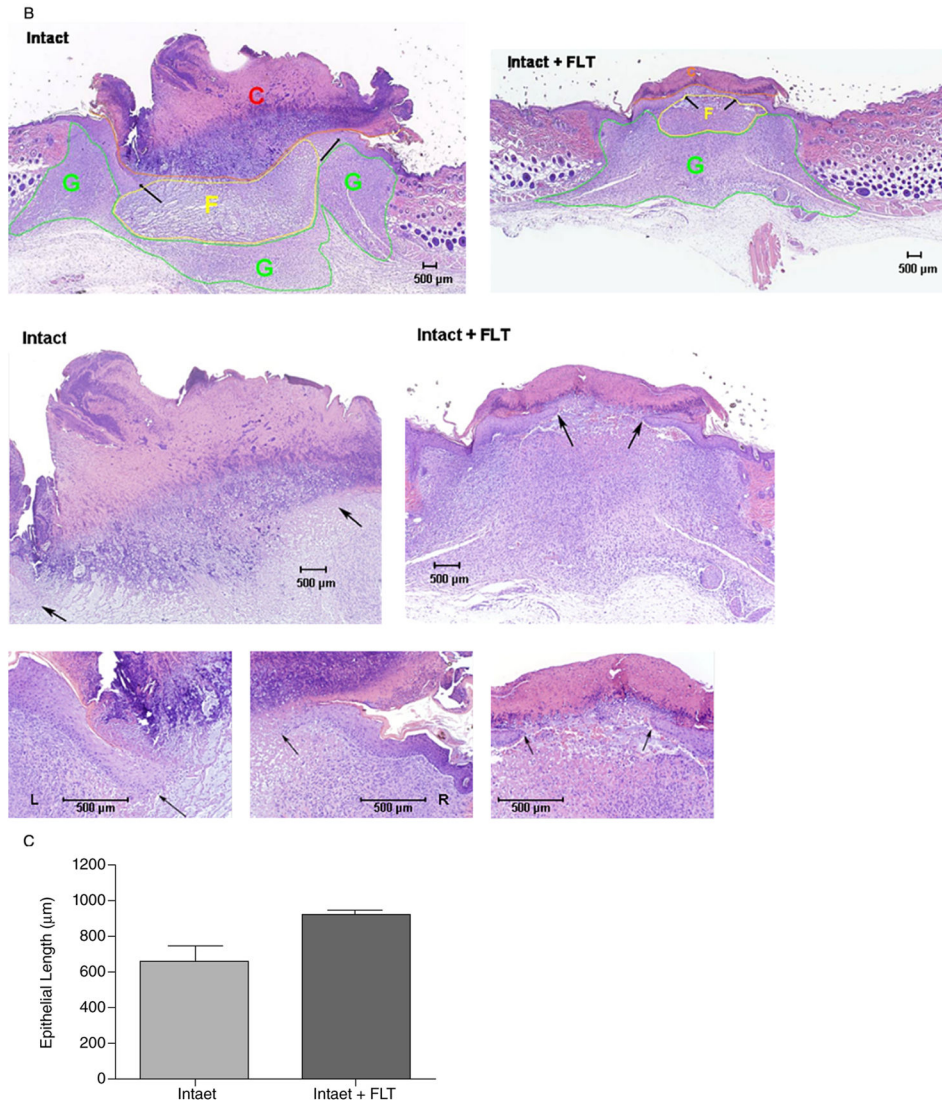 B
Intact
C
G
F
G
G
500 µm
Intact + FLT
C
F
G
500 µm
Intact
500 µm
Intact + FLT
500 µm
L
500 µm
500 µm
R
500 µm
C
Epithelial Length (µm)
1200
1000
800
600
400
200
0
Intaet
Intaet + FLT